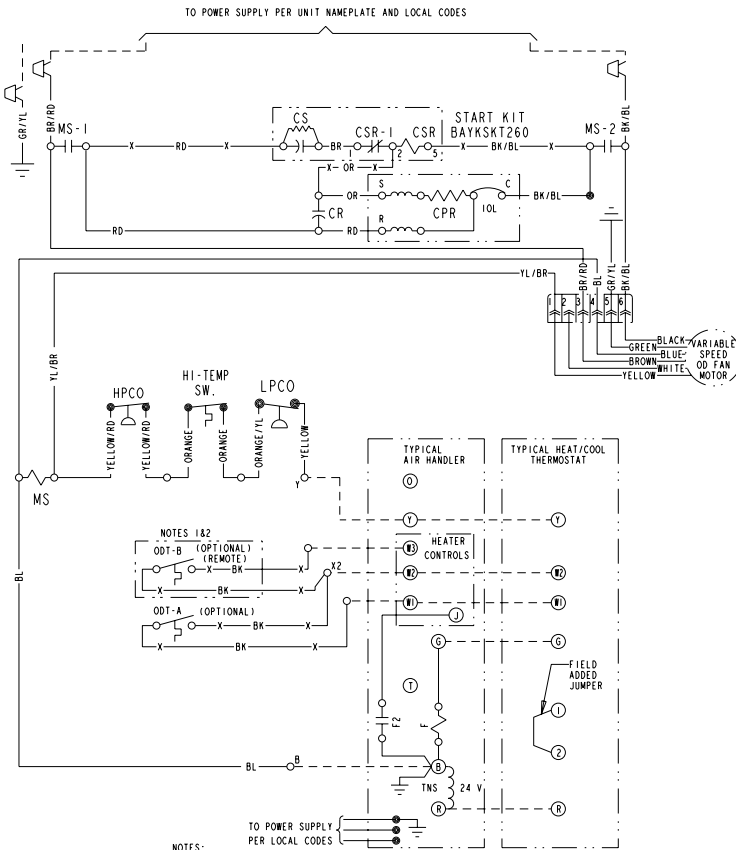 TO POWER SUPPLY PER UNIT NAMEPLATE AND LOCAL CODES
GR/YL
BR/RD
BK/BL
MS-1
X
RD
X
CS
BR
1
CSR-1
2
CSR
5
START KIT
BAYKSKT260
X
BK/BL
X
MS-2
X
OR
X
OR
S
C
CPR
IOL
BK/BL
CR
RD
RD
R
YL/BR
BR/RD
BL
GR/YL
BK/BL
1
2
3
4
5
6
BLACK
GREEN
BLUE
BROWN
WHITE
YELLOW
VARIABLE
SPEED
OD FAN
MOTOR
YL/BR
HPCO
HI-TEMP
SW.
LPCO
YELLOW/RD
YELLOW/RD
ORANGE
ORANGE
ORANGE/YL
YELLOW
MS
Y
TYPICAL
AIR HANDLER
TYPICAL HEAT/COOL
THERMOSTAT
O
Y
Y
NOTES 1&2
ODT-B
(OPTIONAL)
(REMOTE)
X
BK
X
X
BK
X
X2
W3
HEATER
CONTROLS
W2
W2
ODT-A
(OPTIONAL)
X
BK
X
X
BK
X
W1
W1
J
BL
G
G
T
FIELD
ADDED
JUMPER
1
2
F2
F
BL
B
B
TNS
24 V
R
R
TO POWER SUPPLY
PER LOCAL CODES
NOTES: